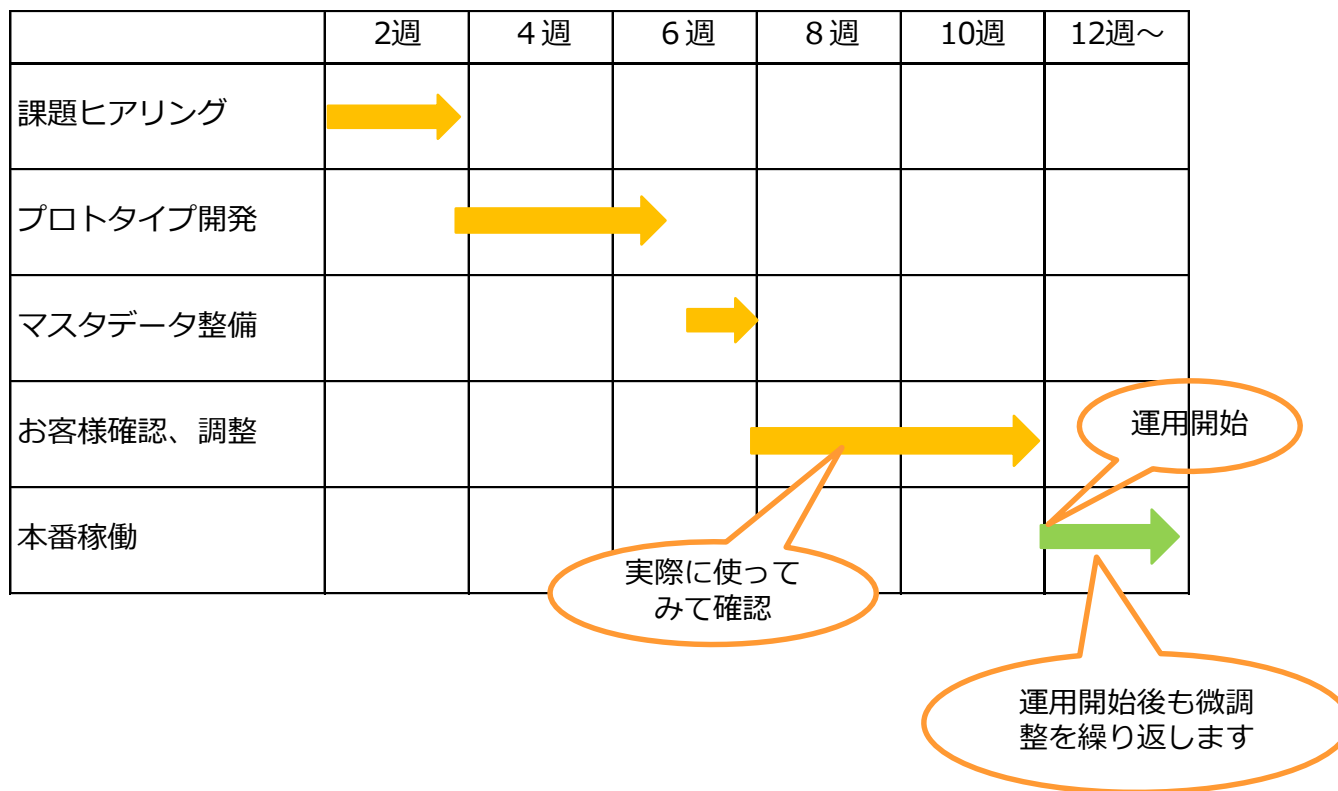 2週 ４週 ６週 ８週 10週 12週～
課題ヒアリング
プロトタイプ開発
マスタデータ整備
お客様確認、調整
運用開始
本番稼働
実際に使って
みて確認
運用開始後も微調
整を繰り返します